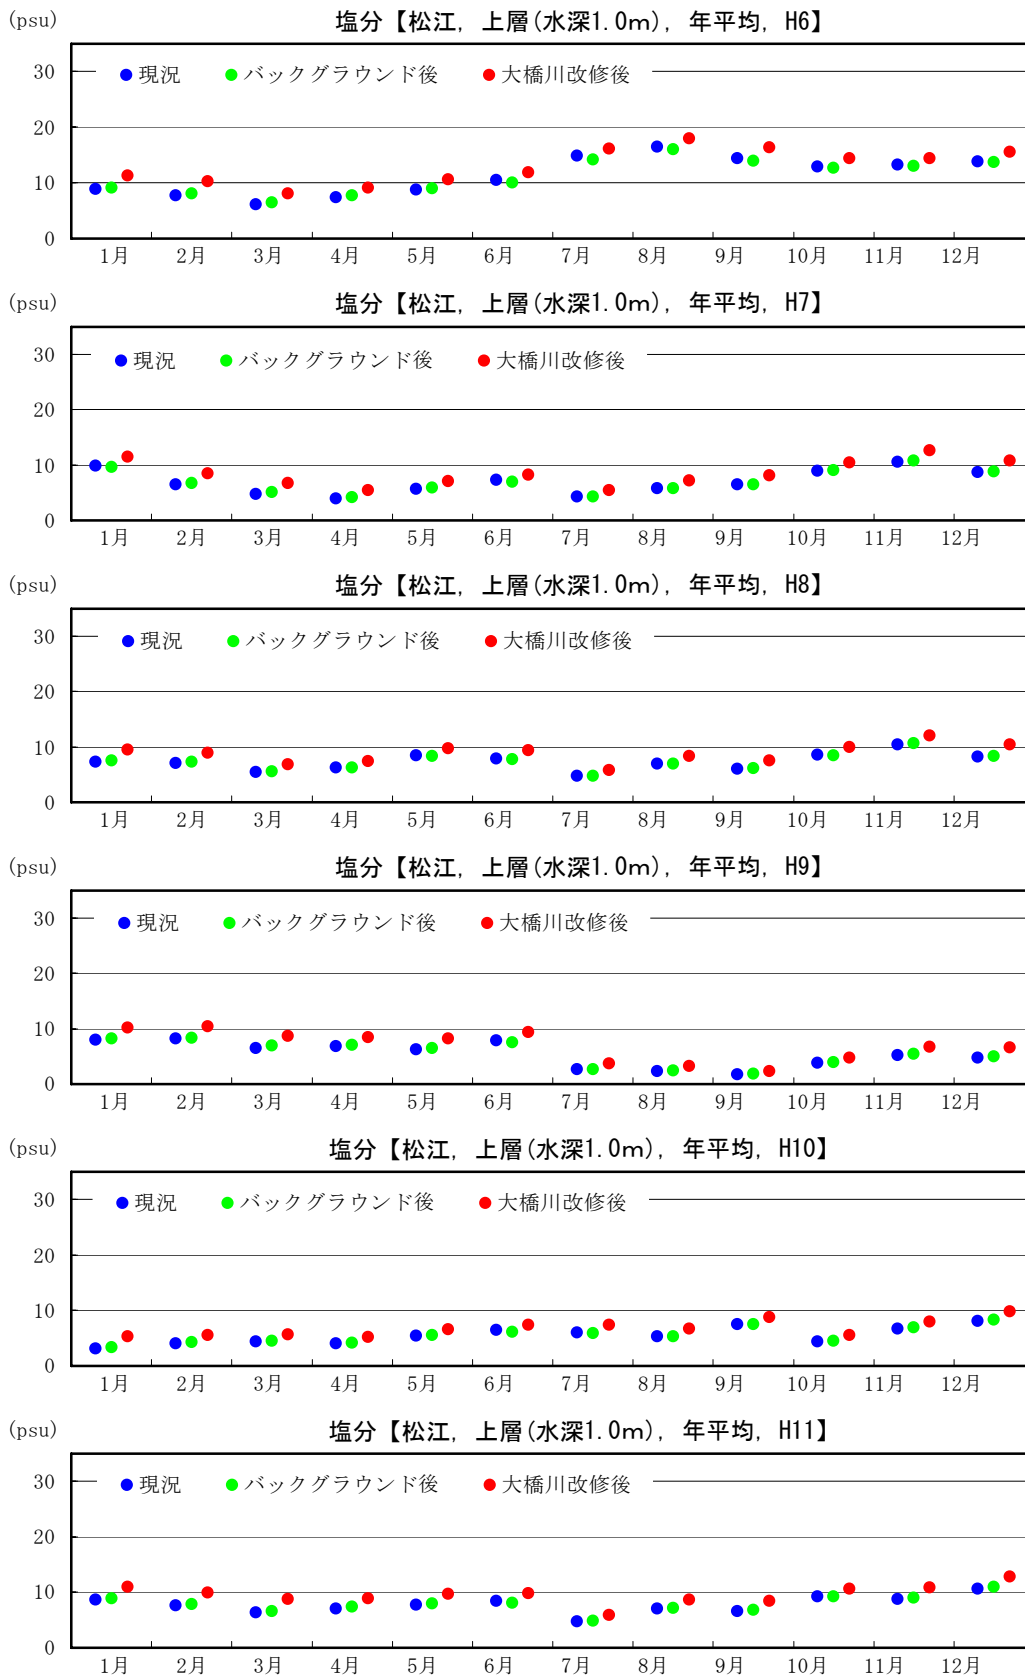 (psu) 塩分【松江, 上層(水深1.0m), 年平均, H6】
30 現況 バックグラウンド後 大橋川改修後
20
10
0
1月 2月 3月 4月 5月 6月 7月 8月 9月 10月 11月 12月
(psu) 塩分【松江, 上層(水深1.0m), 年平均, H7】
30 現況 バックグラウンド後 大橋川改修後
20
10
0
1月 2月 3月 4月 5月 6月 7月 8月 9月 10月 11月 12月
(psu) 塩分【松江, 上層(水深1.0m), 年平均, H8】
30 現況 バックグラウンド後 大橋川改修後
20
10
0
1月 2月 3月 4月 5月 6月 7月 8月 9月 10月 11月 12月
(psu) 塩分【松江, 上層(水深1.0m), 年平均, H9】
30 現況 バックグラウンド後 大橋川改修後
20
10
0
1月 2月 3月 4月 5月 6月 7月 8月 9月 10月 11月 12月
(psu) 塩分【松江, 上層(水深1.0m), 年平均, H10】
30 現況 バックグラウンド後 大橋川改修後
20
10
0
1月 2月 3月 4月 5月 6月 7月 8月 9月 10月 11月 12月
(psu) 塩分【松江, 上層(水深1.0m), 年平均, H11】
30 現況 バックグラウンド後 大橋川改修後
20
10
0
1月 2月 3月 4月 5月 6月 7月 8月 9月 10月 11月 12月